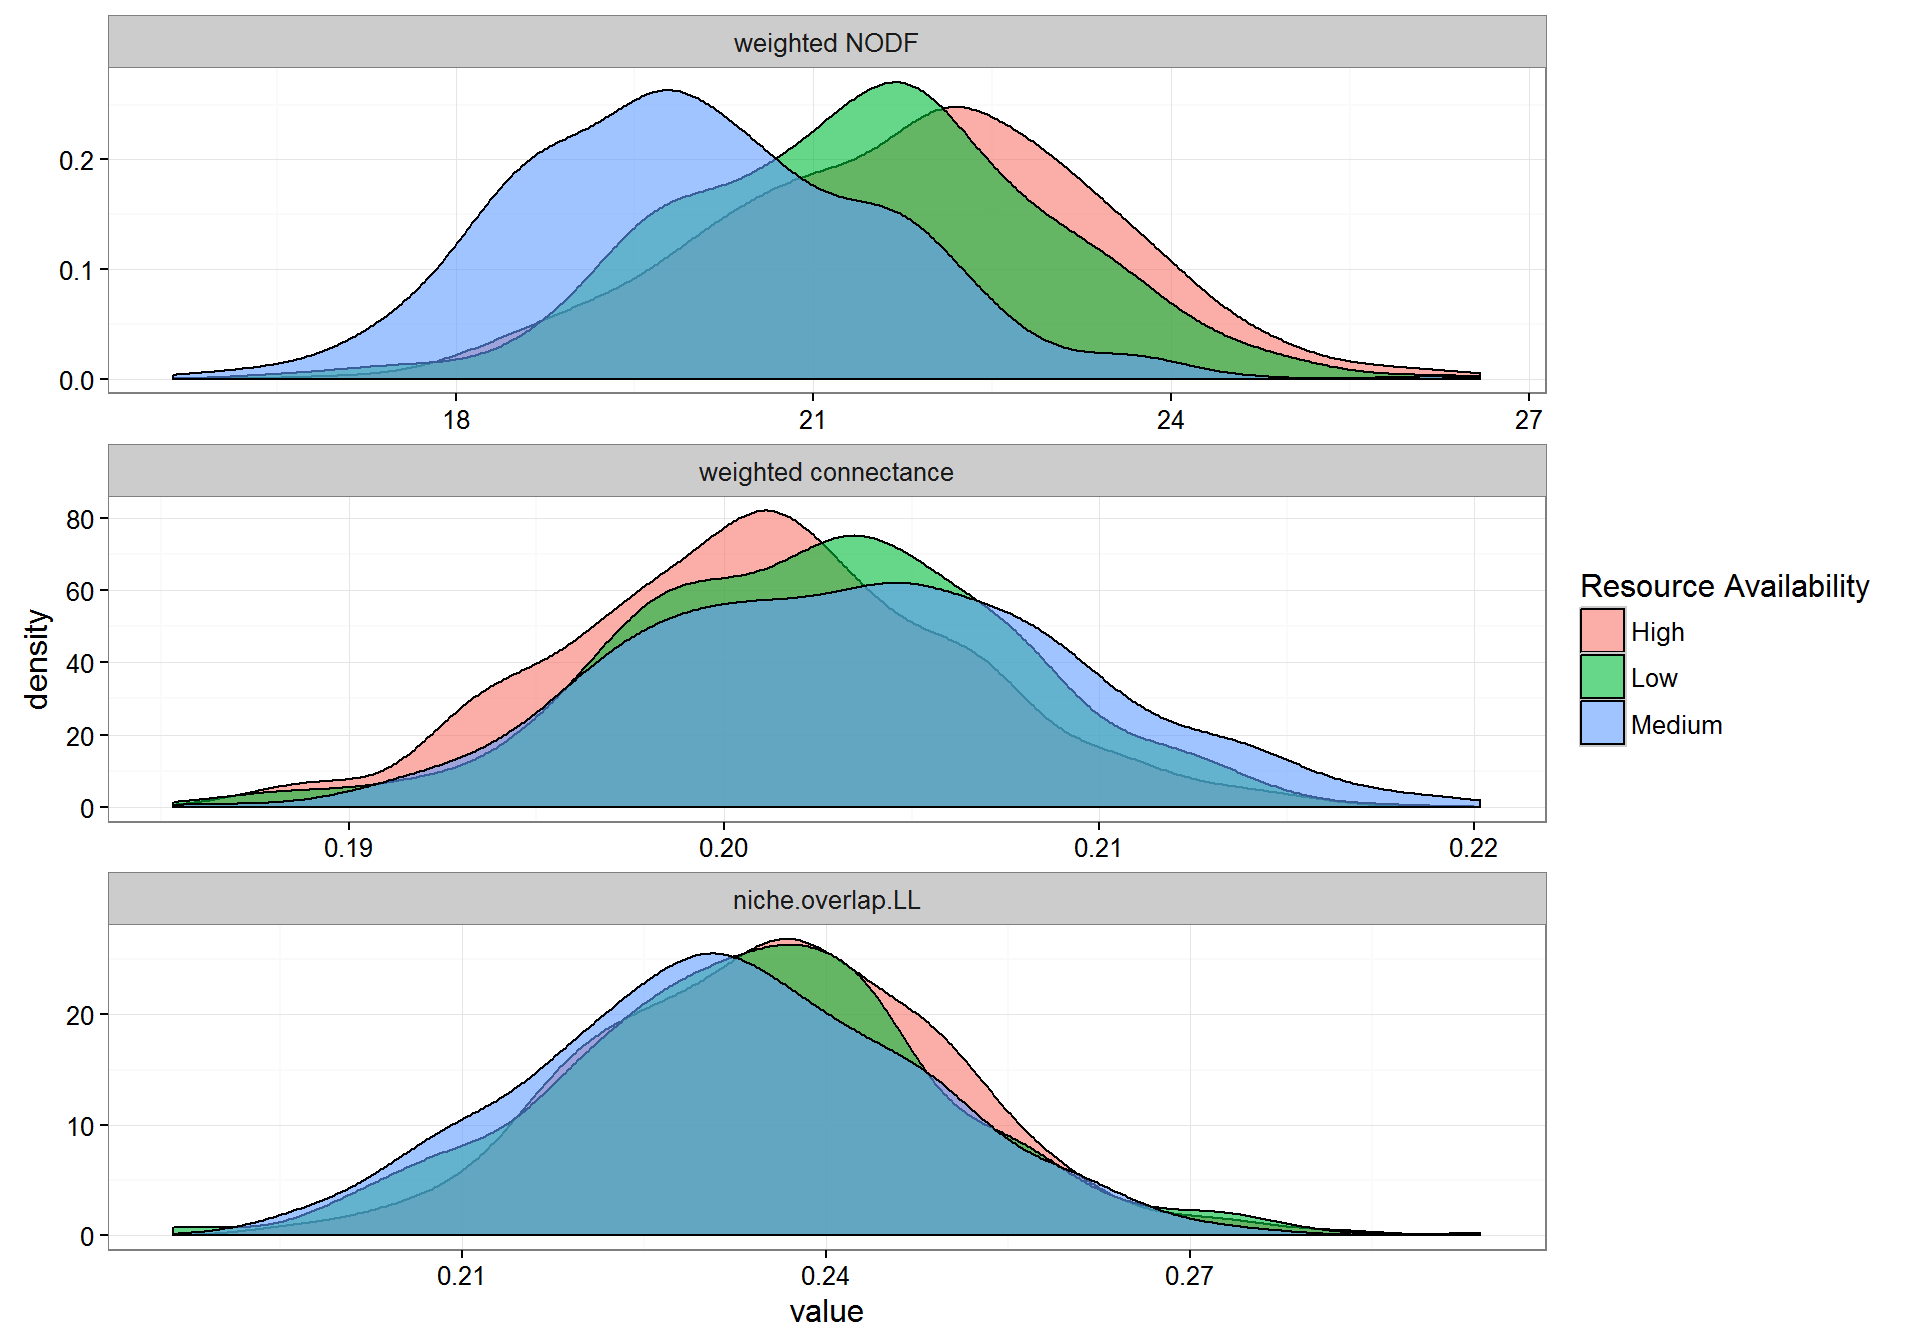 weighted NODF
0.2
0.1
0.0
18 21 24 27
weighted connectance
80
60
40
20
0
0.19 0.20 0.21 0.22
niche.overlap.LL
20
10
0
0.21 0.24 0.27
value
density
Resource Availability
High
Low
Medium